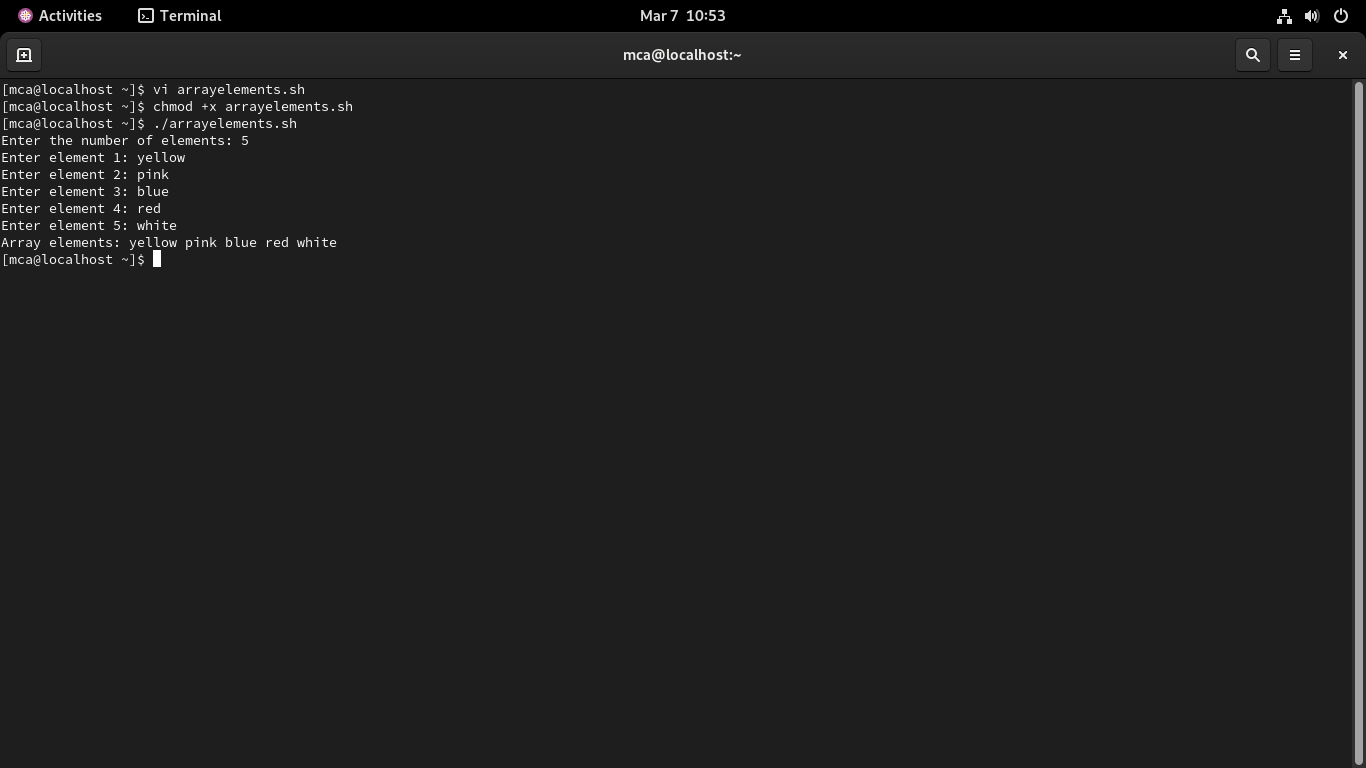 Activities Terminal Mar 7 10:53
mca@localhost:~
[mca@localhost ~]$ vi arrayelements.sh
[mca@localhost ~]$ chmod +x arrayelements.sh
[mca@localhost ~]$ ./arrayelements.sh
Enter the number of elements: 5
Enter element 1: yellow
Enter element 2: pink
Enter element 3: blue
Enter element 4: red
Enter element 5: white
Array elements: yellow pink blue red white
[mca@localhost ~]$